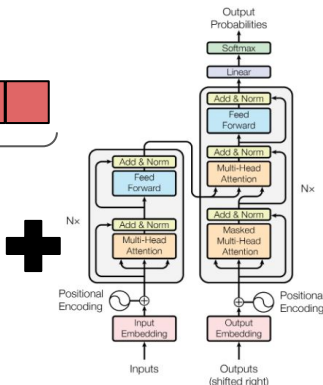 Output
Probabilities
Softmax
Linear
Add & Norm
Feed
Forward
Add & Norm
Multi-Head
Attention
Add & Norm
Masked
Multi-Head
Attention
Nx
Positional
Encoding
Output
Embedding
Outputs
(shifted right)
Add & Norm
Feed
Forward
Add & Norm
Multi-Head
Attention
Nx
Positional
Encoding
Input
Embedding
Inputs